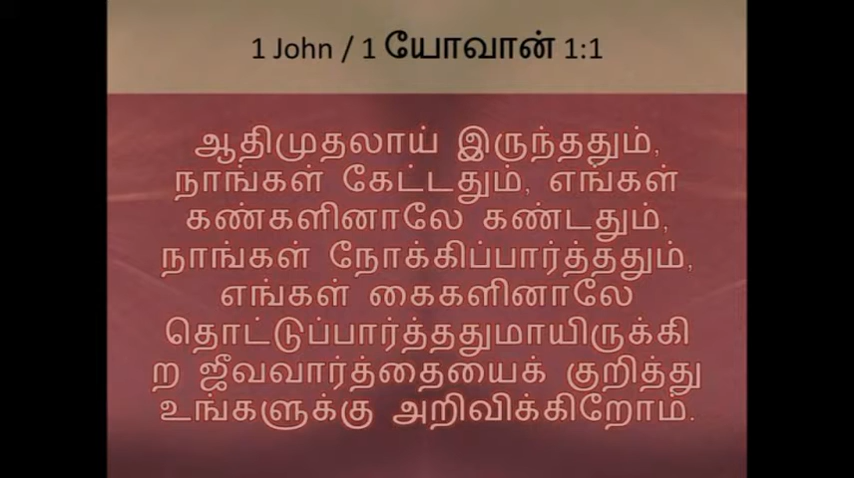 1 John / 1 யோவான் 1:1
ஆதிமுதலாய் இருந்ததும்,
நாங்கள் கேட்டதும், எங்கள்
கண்களினாலே கண்டதும்,
நாங்கள் நோக்கிப்பார்த்ததும்,
எங்கள் கைகளினாலே
தொட்டுப்பார்த்ததுமாயிருக்கி
ற ஜீவவார்த்தையைக் குறித்து
உங்களுக்கு அறிவிக்கிறோம்.